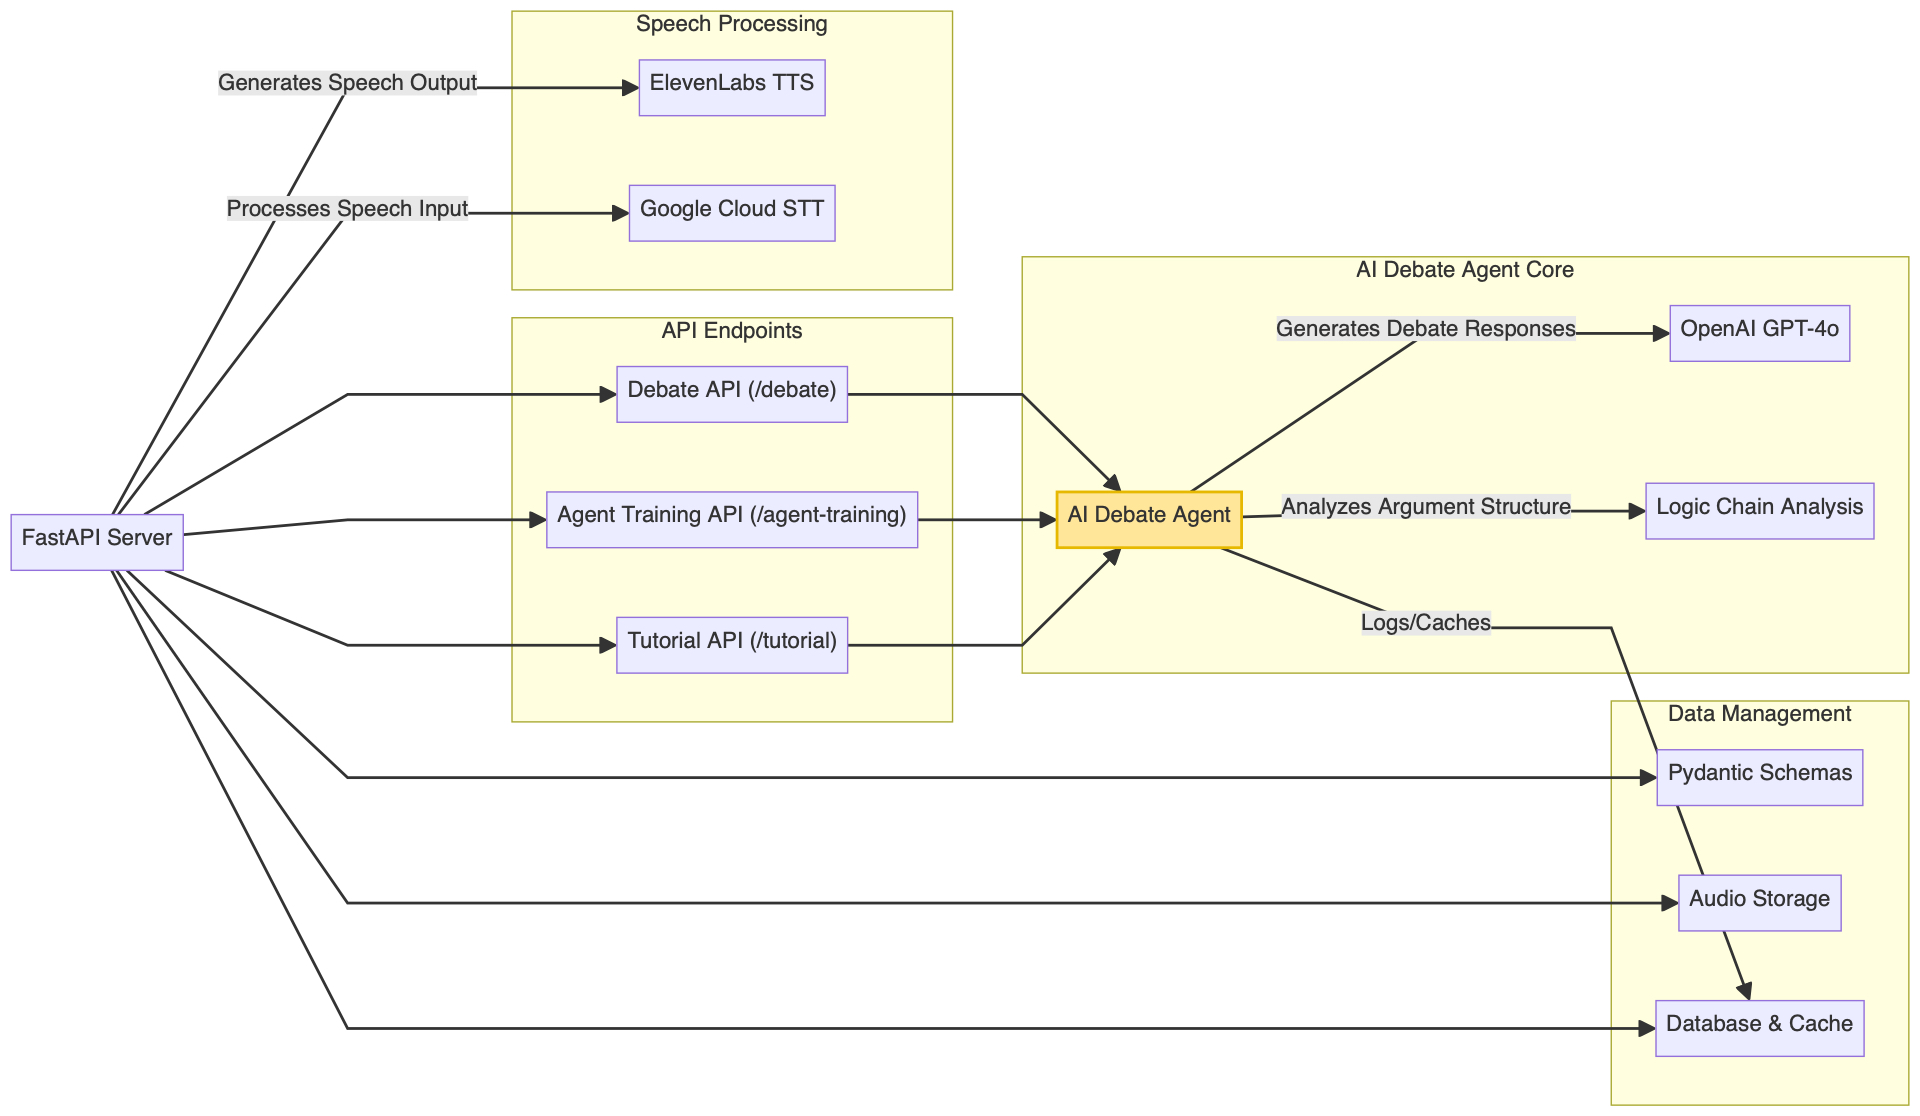 Speech Processing
Generates Speech Output
ElevenLabs TTS
Processes Speech Input
Google Cloud STT
AI Debate Agent Core
API Endpoints
Generates Debate Responses
OpenAI GPT-4o
Debate API (/debate)
FastAPI Server
Agent Training API (/agent-training)
AI Debate Agent
Analyzes Argument Structure
Logic Chain Analysis
Tutorial API (/tutorial)
Logs/Caches
Data Management
Pydantic Schemas
Audio Storage
Database & Cache